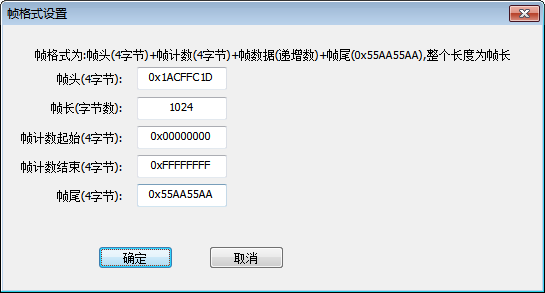 帧格式设置
帧格式为:帧头(4字节)+帧计数(4字节)+帧数据(递增数)+帧尾(0x55AA55AA),整个长度为帧长
帧头(4字节): 0x1ACFFC1D
帧长(字节数): 1024
帧计数起始(4字节): 0x00000000
帧计数结束(4字节): 0xFFFFFFFF
帧尾(4字节): 0x55AA55AA
确定 取消